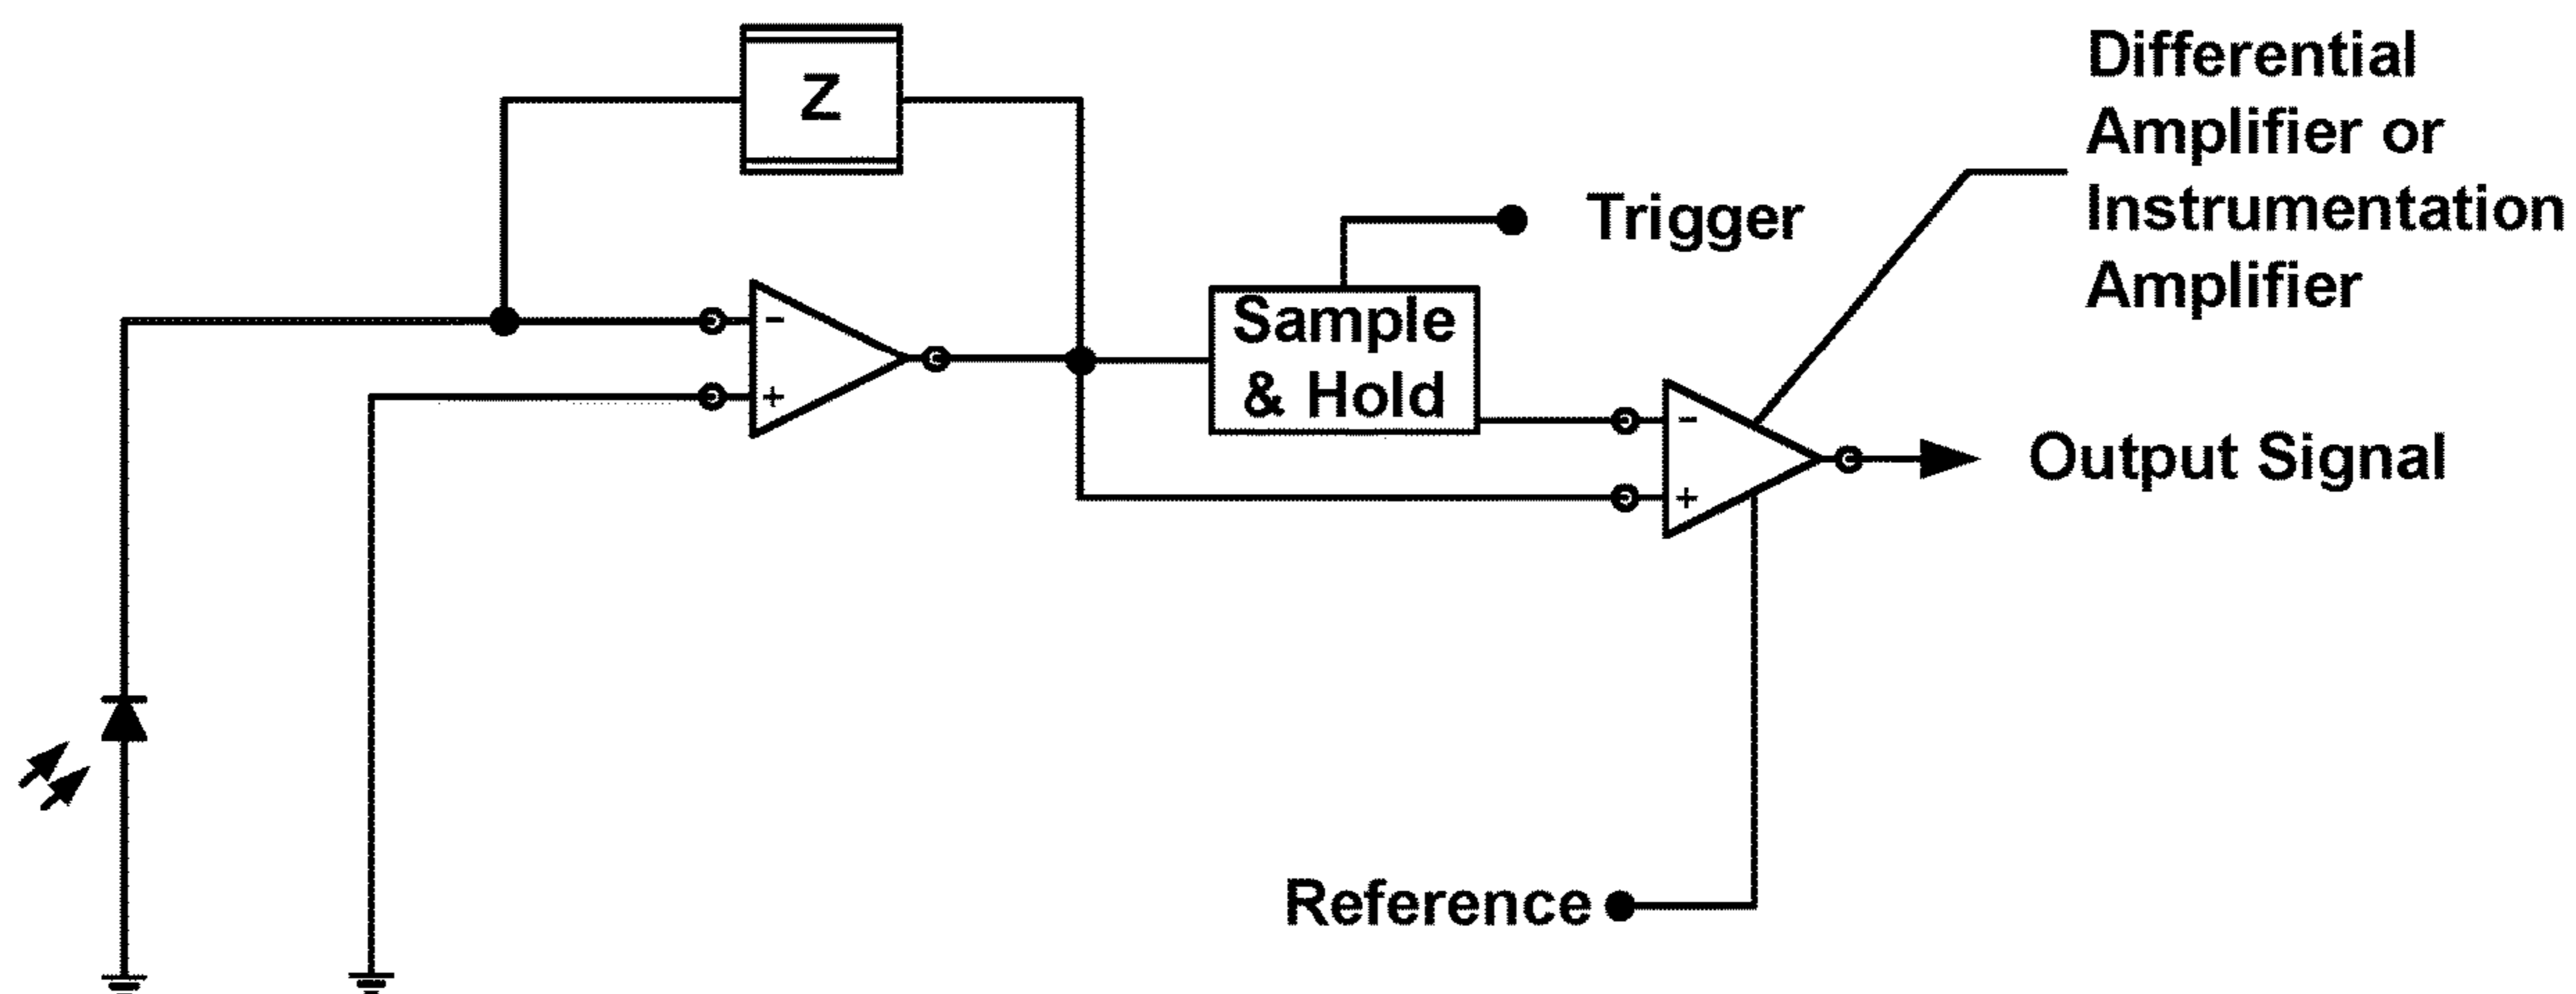 Z
Differential
Amplifier or
Instrumentation
Amplifier
Trigger
Sample
& Hold
-
+
-
+
Output Signal
Reference